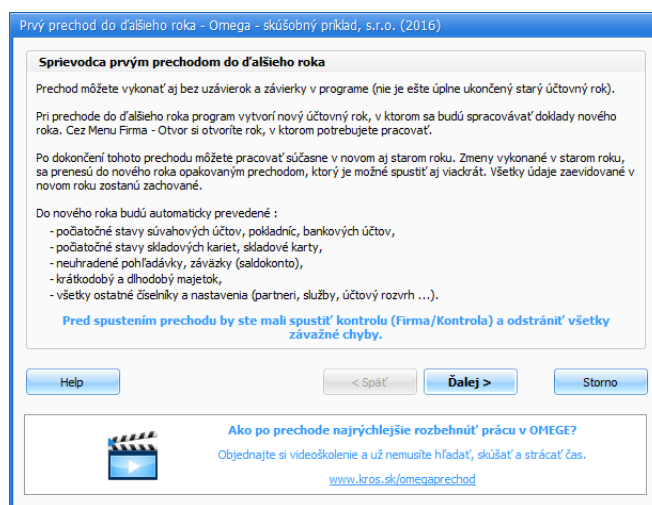 Prvý prechod do ďalšieho roka - Omega - skúšobný príklad, s.r.o. (2016)
Sprievodca prvým prechodom do ďalšieho roka
Prechod môžete vykonať aj bez uzávierok a závierky v programe (nie je ešte úplne ukončený starý účtovný rok).
Pri prechode do ďalšieho roka program vytvorí nový účtovný rok, v ktorom sa budú spracovávať doklady nového
roka. Cez Menu Firma - Otvor si otvoríte rok, v ktorom potrebujete pracovať.
Po dokončení tohoto prechodu môžete pracovať súčasne v novom aj starom roku. Zmeny vykonané v starom roku,
sa prenesú do nového roka opakovaným prechodom, ktorý je možné spustiť aj viackrát. Všetky údaje zaevidované v
novom roku zostanú zachované.
Do nového roka budú automaticky prevedené :
- počiatočné stavy súvahových účtov, pokladníc, bankových účtov,
- počiatočné stavy skladových kariet, skladové karty,
- neuhradené pohľadávky, záväzky (saldokonto),
- krátkodobý a dlhodobý majetok,
- všetky ostatné číselníky a nastavenia (partneri, služby, účtový rozvrh ...).
Pred spustením prechodu by ste mali spustiť kontrolu (Firma/Kontrola) a odstrániť všetky
závažné chyby.
Help
< Späť
Ďalej >
Storno
Ako po prechode najrýchlejšie rozbehnúť prácu v OMEGE?
Objednajte si videoškolenie a už nemusíte hľadať, skúšať a strácať čas.
www.kros.sk/omegaprechod